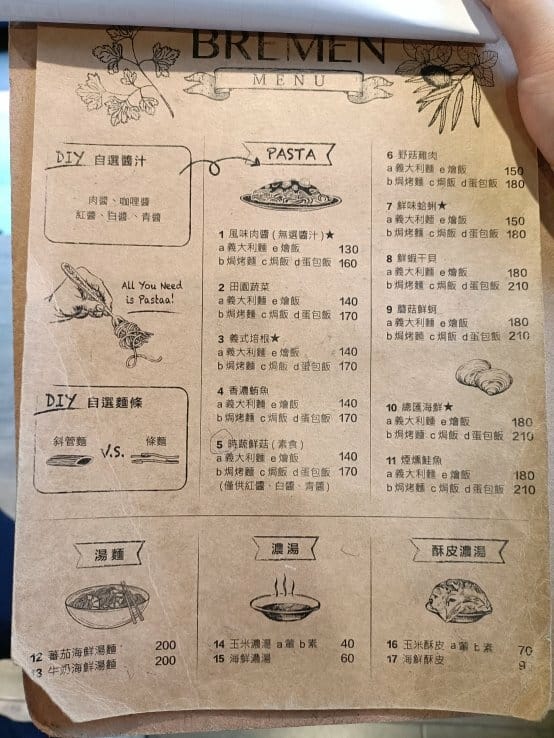 BREMEN
MENU
DIY 自選醬汁
肉醬、咖哩醬
紅醬、白醬、青醬
All You Need
is Pastaa!
DIY 自選麵條
斜管麵 V.S. 條麵
PASTA
1 風味肉醬 (無選醬汁)★
a 義大利麵 e 燴飯 130
b 焗烤麵 c 焗飯 d 蛋包飯 160
2 田園蔬菜
a 義大利麵 e 燴飯 140
b 焗烤麵 c 焗飯 d 蛋包飯 170
3 義式培根★
a 義大利麵 e 燴飯 140
b 焗烤麵 c 焗飯 d 蛋包飯 170
4 香濃鮪魚
a 義大利麵 e 燴飯 140
b 焗烤麵 c 焗飯 d 蛋包飯 170
5 時蔬鮮菇 (素食)
a 義大利麵 e 燴飯 140
b 焗烤麵 c 焗飯 d 蛋包飯 170
(僅供紅醬、白醬、青醬)
6 野菇雞肉
a 義大利麵 e 燴飯 150
b 焗烤麵 c 焗飯 d 蛋包飯 180
7 鮮味蛤蜊★
a 義大利麵 e 燴飯 150
b 焗烤麵 c 焗飯 d 蛋包飯 180
8 鮮蝦干貝
a 義大利麵 e 燴飯 180
b 焗烤麵 c 焗飯 d 蛋包飯 210
9 蘑菇鮮蚵
a 義大利麵 e 燴飯 180
b 焗烤麵 c 焗飯 d 蛋包飯 210
10 總匯海鮮★
a 義大利麵 e 燴飯 180
b 焗烤麵 c 焗飯 d 蛋包飯 210
11 煙燻鮭魚
a 義大利麵 e 燴飯 180
b 焗烤麵 c 焗飯 d 蛋包飯 210
湯麵
12 蕃茄海鮮湯麵 200
13 牛奶海鮮湯麵 200
濃湯
14 玉米濃湯 a 葷 b 素 40
15 海鮮濃湯 60
酥皮濃湯
16 玉米酥皮 a 葷 b 素 70
17 海鮮酥皮